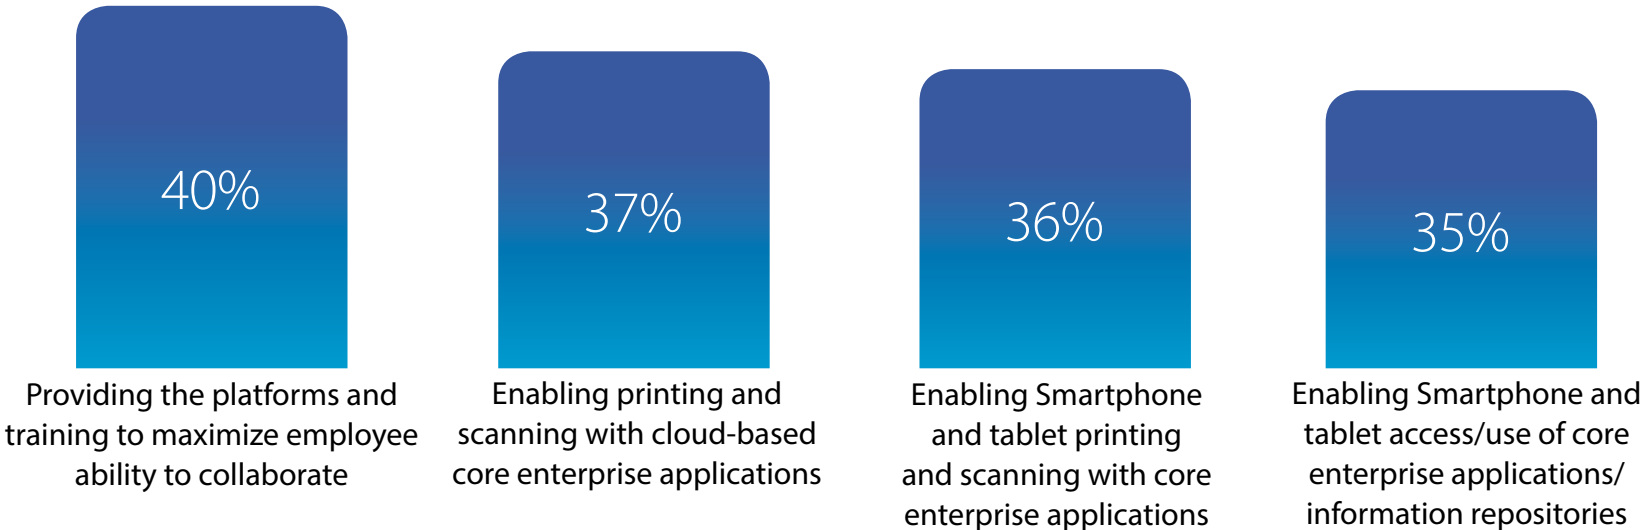 40%
Providing the platforms and
training to maximize employee
ability to collaborate
37%
Enabling printing and
scanning with cloud-based
core enterprise applications
36%
Enabling Smartphone
and tablet printing
and scanning with core
enterprise applications
35%
Enabling Smartphone and
tablet access/use of core
enterprise applications/
information repositories